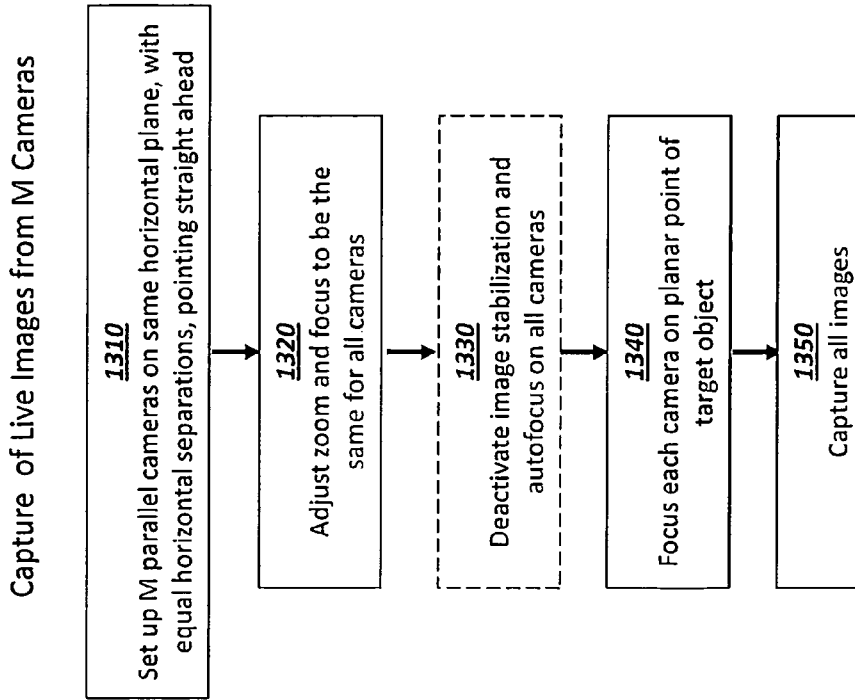 Capture of Live Images from M Cameras
1310
Set up M parallel cameras on same horizontal plane, with
equal horizontal separations, pointing straight ahead
1320
Adjust zoom and focus to be the
same for all cameras
1330
Deactivate image stabilization and
autofocus on all cameras
1340
Focus each camera on planar point of
target object
1350
Capture all images